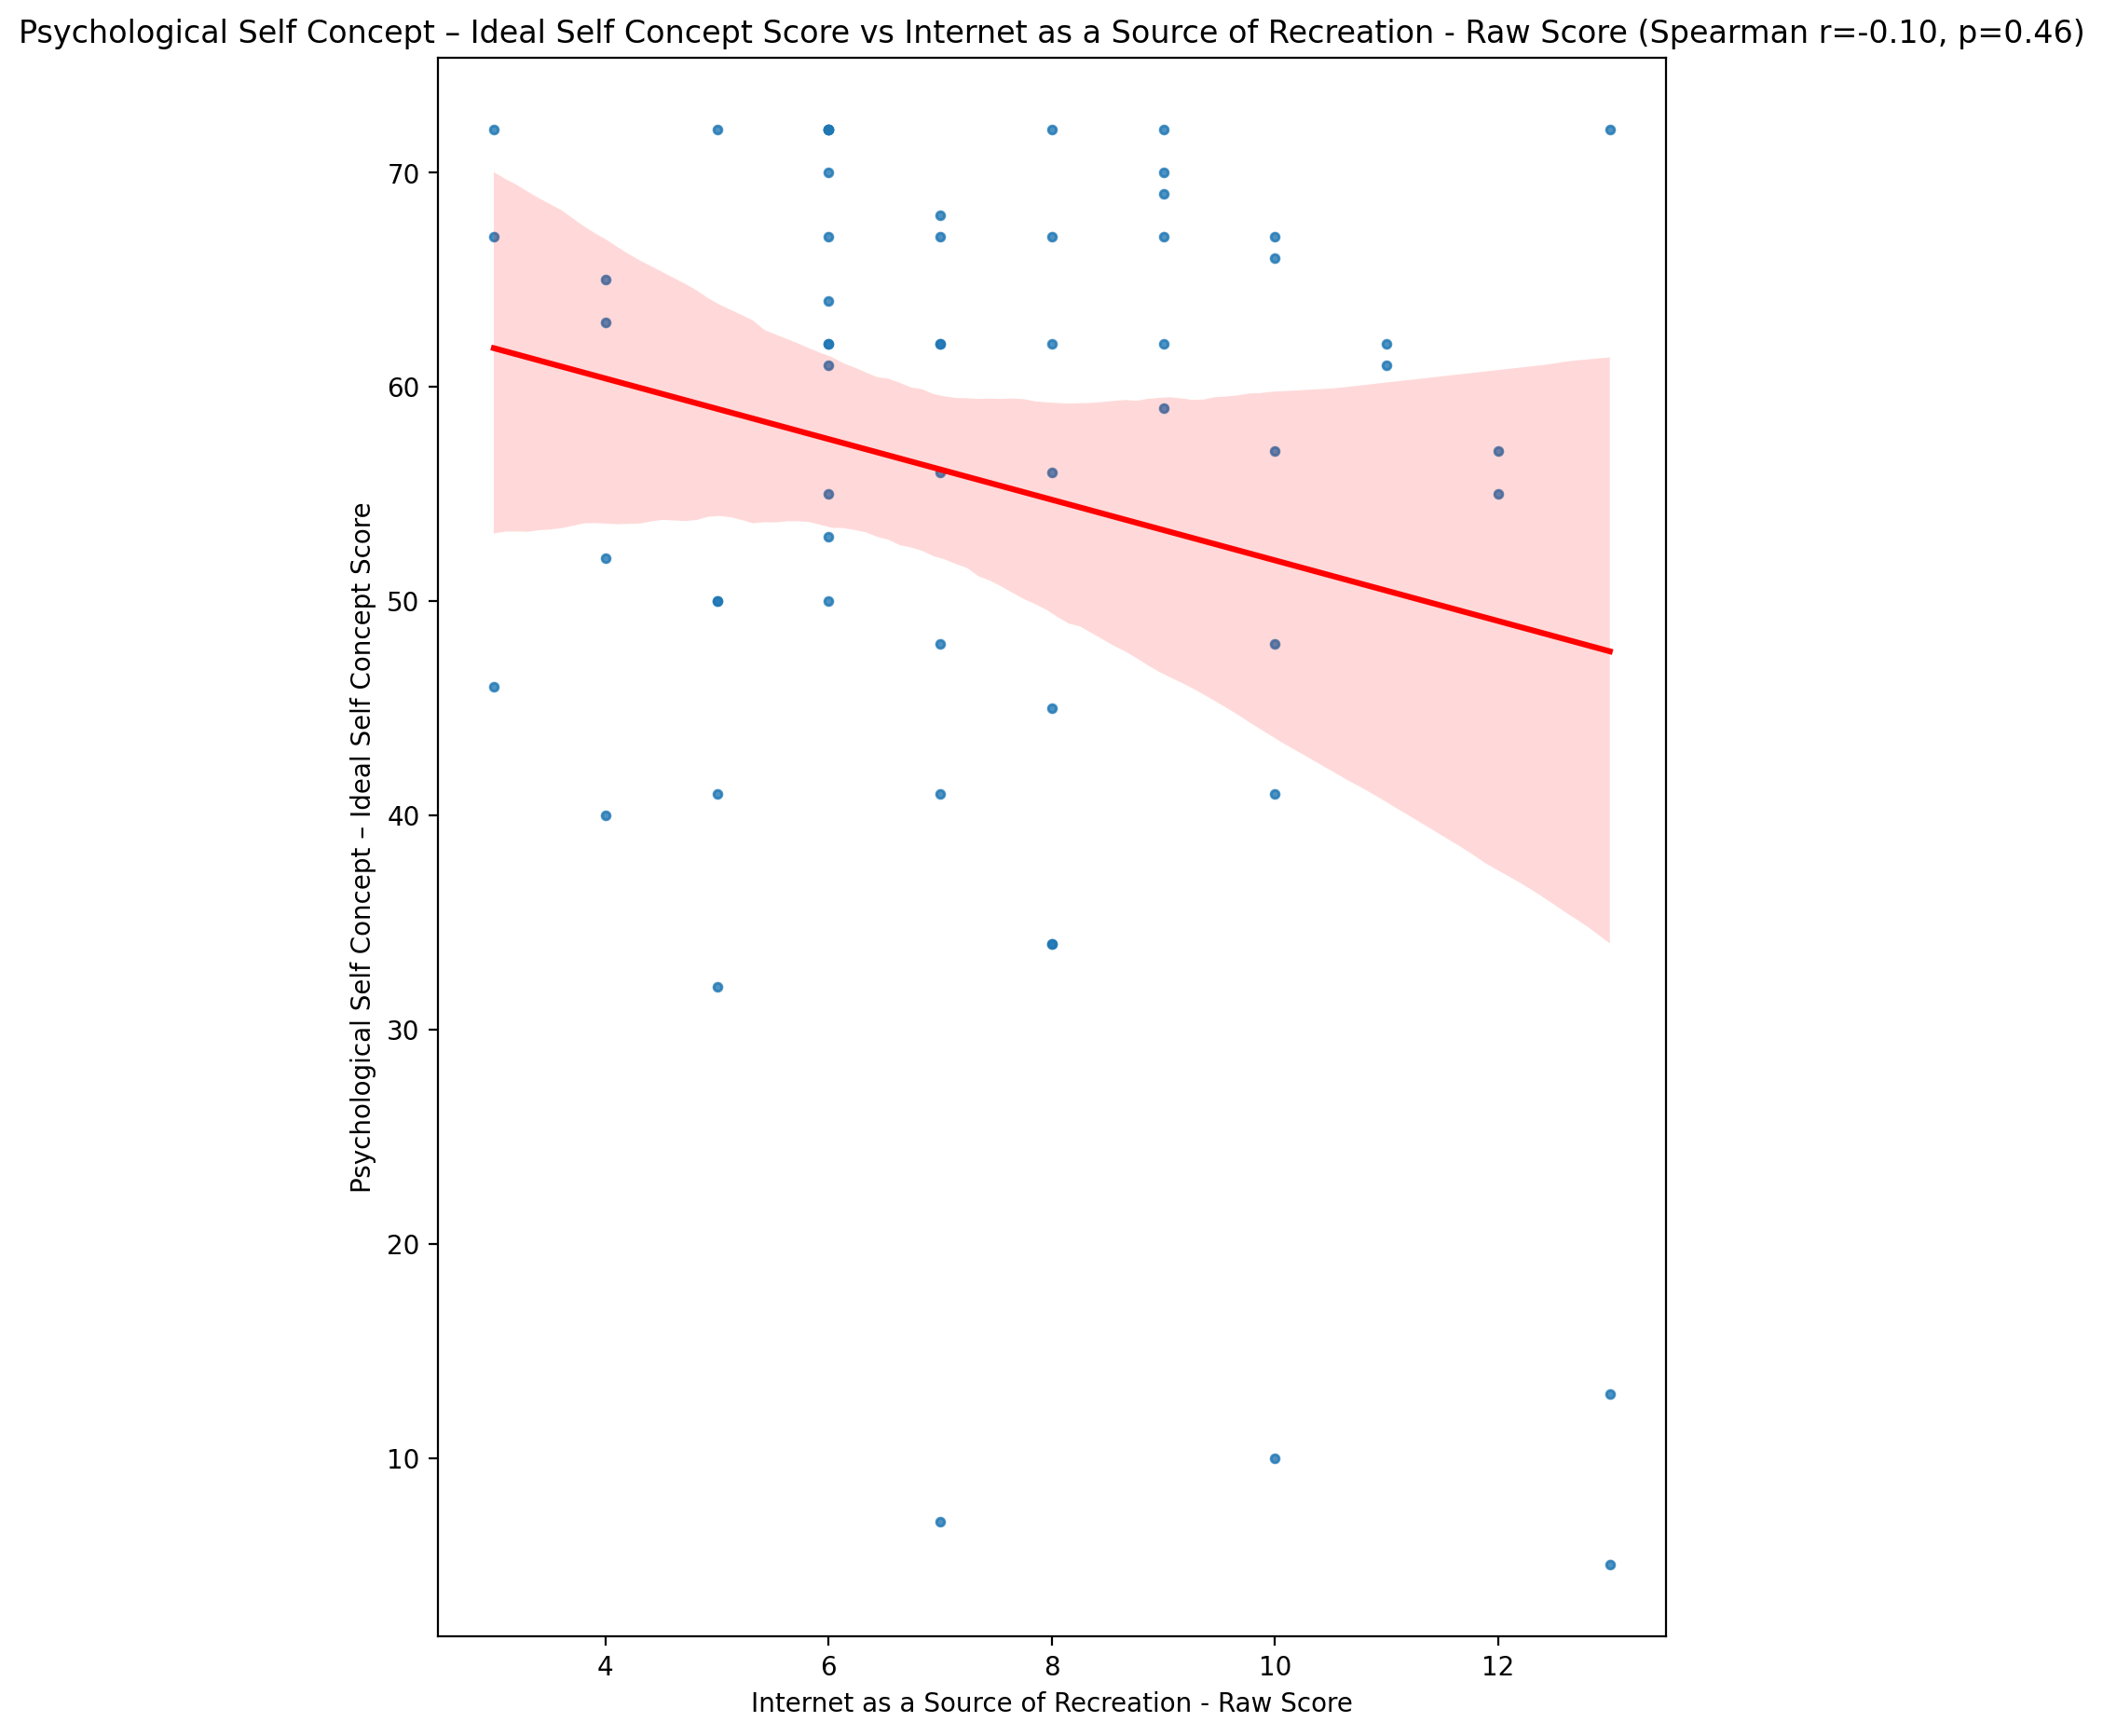 Psychological Self Concept – Ideal Self Concept Score vs Internet as a Source of Recreation - Raw Score (Spearman r=-0.10, p=0.46)
Psychological Self Concept – Ideal Self Concept Score
70
60
50
40
30
20
10
4 6 8 10 12
Internet as a Source of Recreation - Raw Score